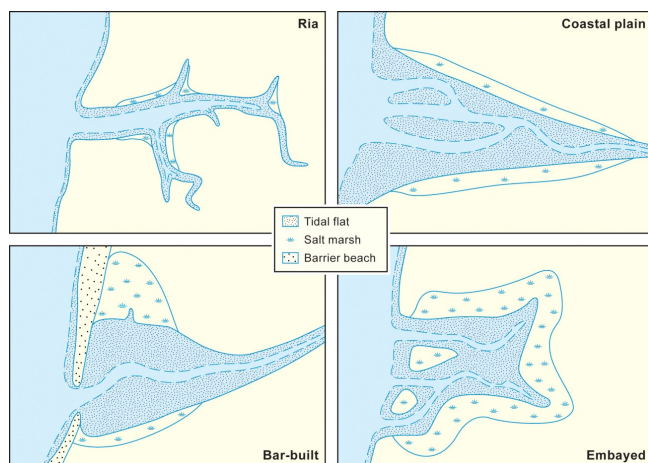 Ria
Coastal plain
Tidal flat
Salt marsh
Barrier beach
Bar-built
Embayed